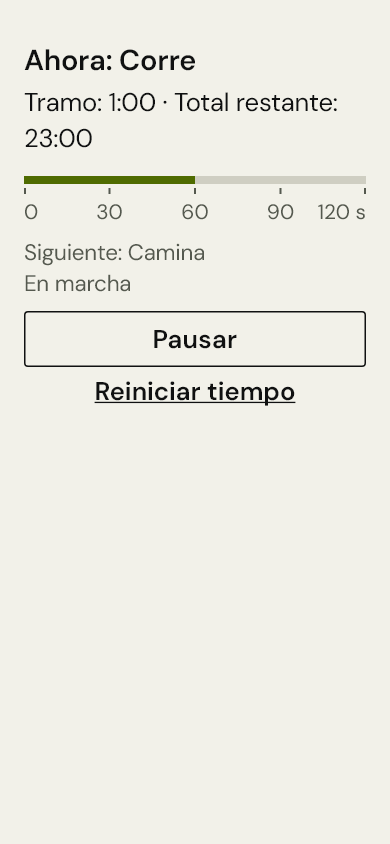 Ahora: Corre
Tramo: 1:00 · Total restante:
23:00
0 30 60 90 120 s
Siguiente: Camina
En marcha
Pausar
Reiniciar tiempo